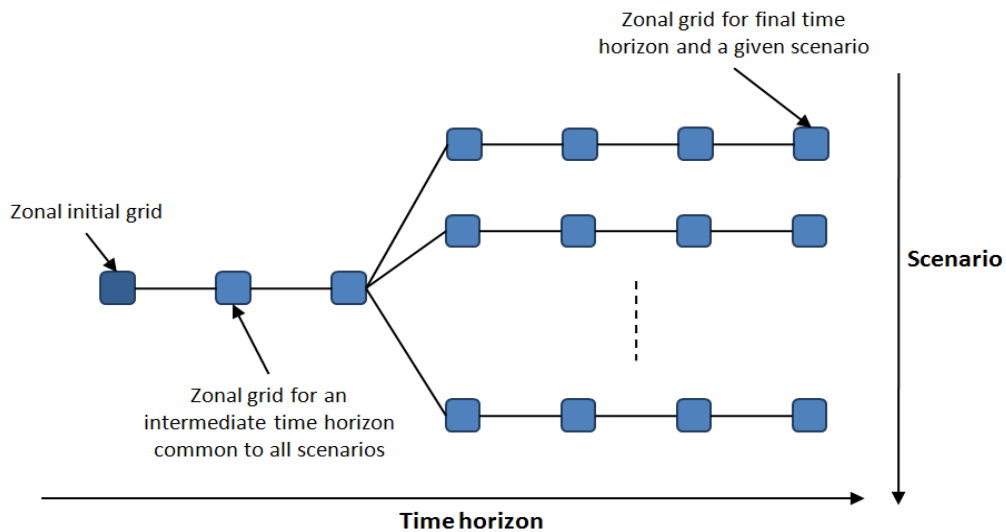 Zonal grid for final time
horizon and a given scenario
Zonal initial grid
Scenario
Zonal grid for an
intermediate time horizon
common to all scenarios
Time horizon